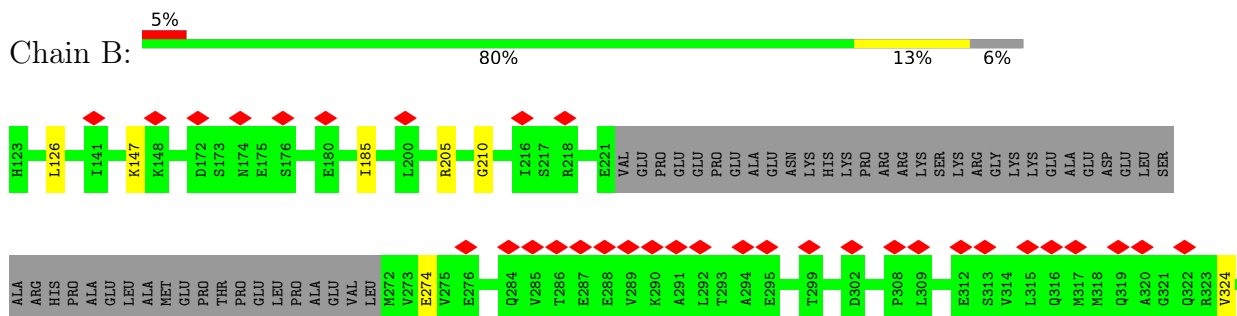 5%
Chain B:
80% 13% 6%
H123 L126 I141 K147 K148 D172 S173 N174 E175 S176 E180 I185 L200 R205 G210 I216 S217 R218 E221 VAL GLU PRO GLU GLU PRO GLU ALA GLU ASN LYS HIS LYS PRO ARG ARG LYS SER LYS ARG GLY LYS LYS GLU ALA GLU ASP GLU LEU SER
ALA ARG HIS PRO ALA GLU LEU ALA MET GLU PRO THR PRO GLU LEU PRO ALA GLU VAL LEU M272 V273 E274 V275 E276 Q284 V285 T286 E287 E288 V289 K290 A291 L292 T293 A294 E295 T299 D302 P308 L309 E312 S313 V314 L315 Q316 M317 M318 Q319 A320 G321 Q322 R323 V324